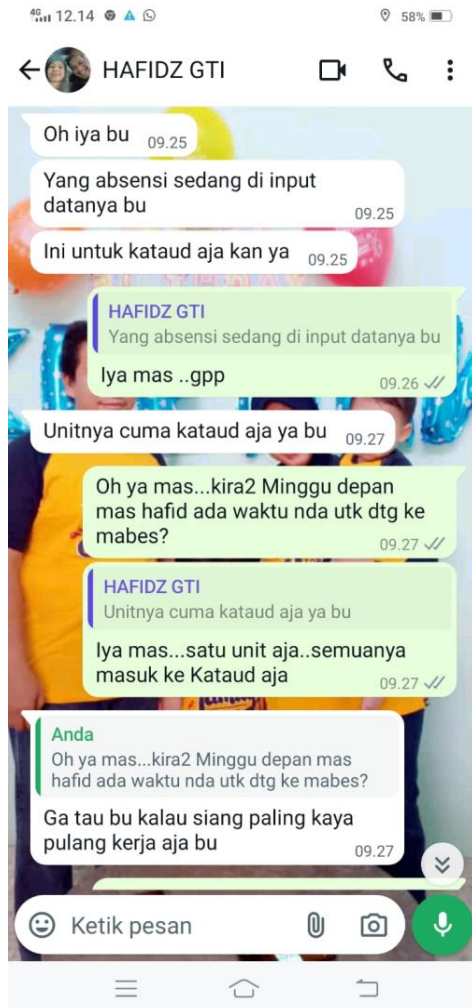 4G 12.14 58%
HAFIDZ GTI
Oh iya bu 09.25
Yang absensi sedang di input
datanya bu 09.25
Ini untuk kataud aja kan ya 09.25
HAFIDZ GTI
Yang absensi sedang di input datanya bu
Iya mas ..gpp 09.26
Unitnya cuma kataud aja ya bu 09.27
Oh ya mas...kira2 Minggu depan
mas hafid ada waktu nda utk dtg ke
mabes? 09.27
HAFIDZ GTI
Unitnya cuma kataud aja ya bu
Iya mas...satu unit aja..semuanya
masuk ke Kataud aja 09.27
Anda
Oh ya mas...kira2 Minggu depan mas
hafid ada waktu nda utk dtg ke mabes?
Ga tau bu kalau siang paling kaya
pulang kerja aja bu 09.27
Ketik pesan